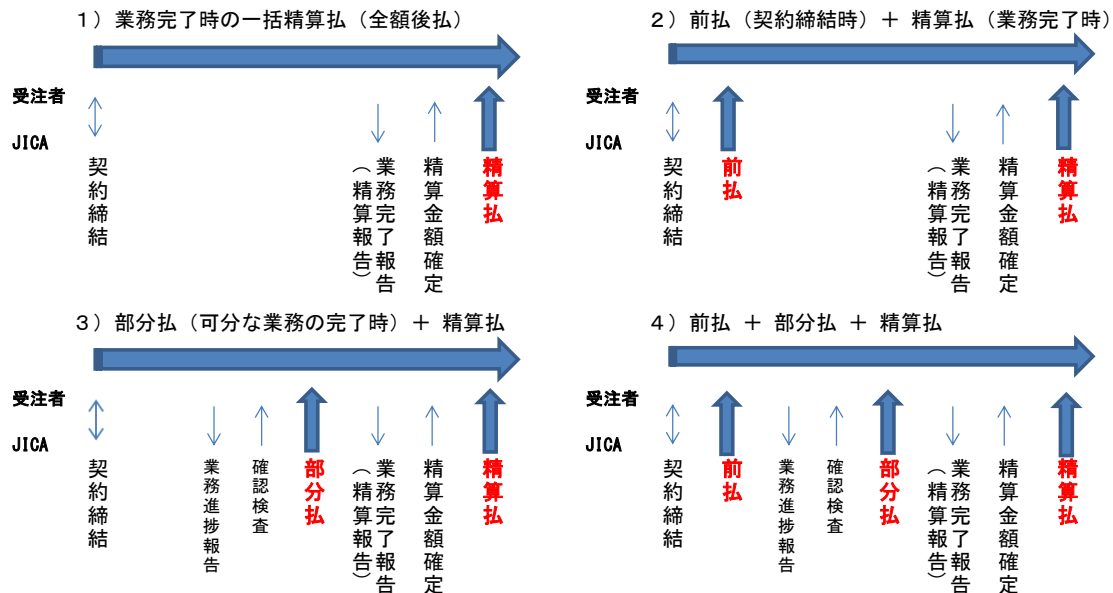 1）業務完了時の一括精算払（全額後払）
受注者
JICA
契約締結
業務完了報告
（精算報告）
精算金額確定
精算払
2）前払（契約締結時）＋ 精算払（業務完了時）
受注者
JICA
契約締結
前払
業務完了報告
（精算報告）
精算金額確定
精算払
3）部分払（可分な業務の完了時）＋ 精算払
受注者
JICA
契約締結
業務進捗報告
確認検査
部分払
業務完了報告
（精算報告）
精算金額確定
精算払
4）前払 ＋ 部分払 ＋ 精算払
受注者
JICA
契約締結
前払
業務進捗報告
確認検査
部分払
業務完了報告
（精算報告）
精算金額確定
精算払